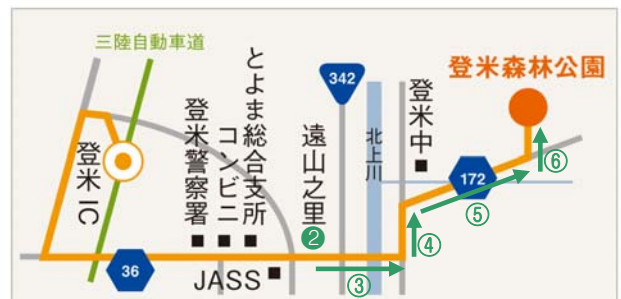 三陸自動車道
登米IC
36
登米警察署
コンビニ
とよま総合支所
JASS
遠山之里
②
③
342
北上川
登米中
④
172
⑤
⑥
登米森林公園